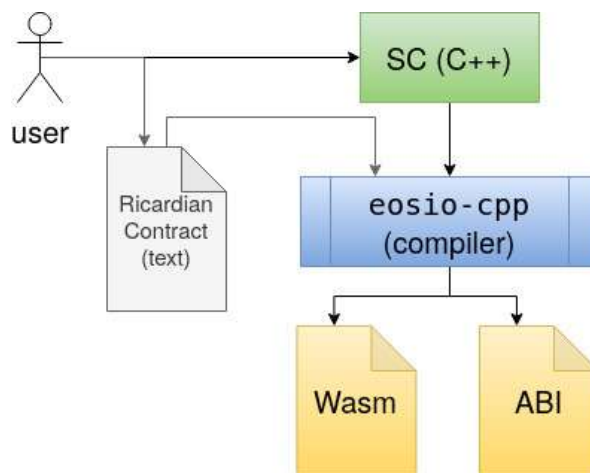 SC (C++)
user
Ricardian
Contract
(text)
eosio-cpp
(compiler)
Wasm
ABI